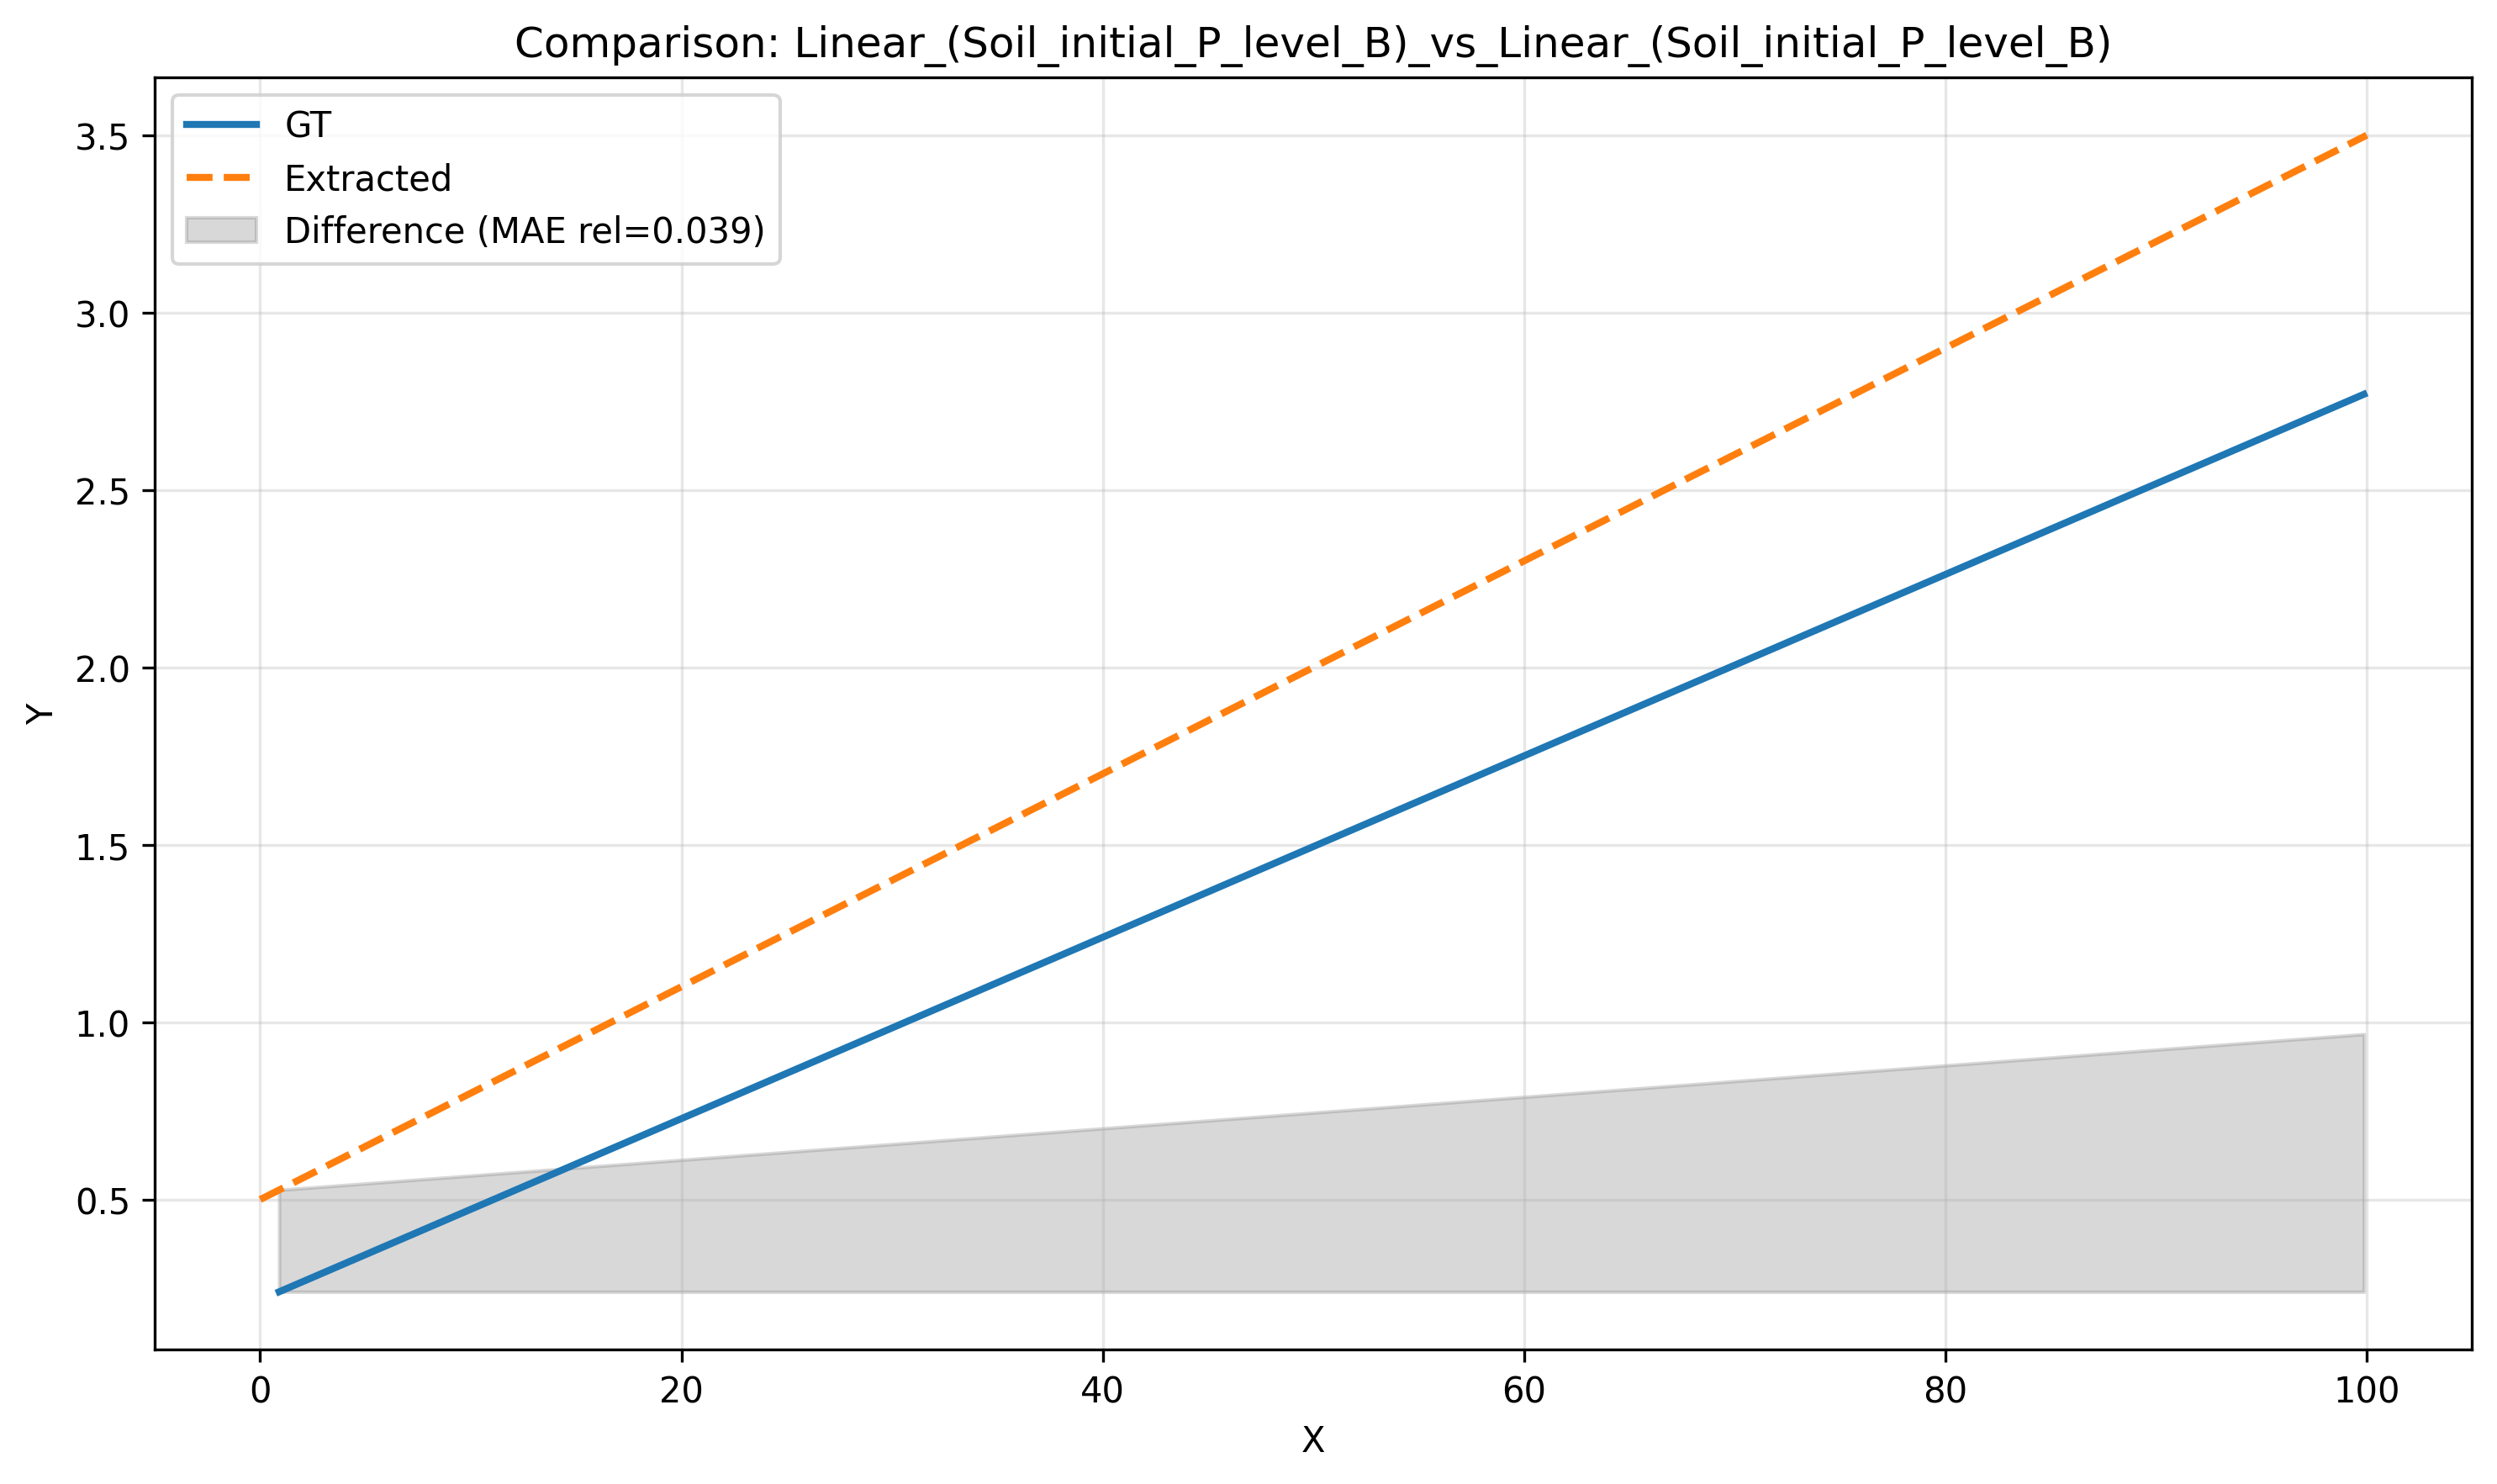 Comparison: Linear_(Soil_initial_P_level_B)_vs_Linear_(Soil_initial_P_level_B)
GT
Extracted
Difference (MAE rel=0.039)
3.5
3.0
2.5
2.0
1.5
1.0
0.5
Y
0 20 40 60 80 100
X